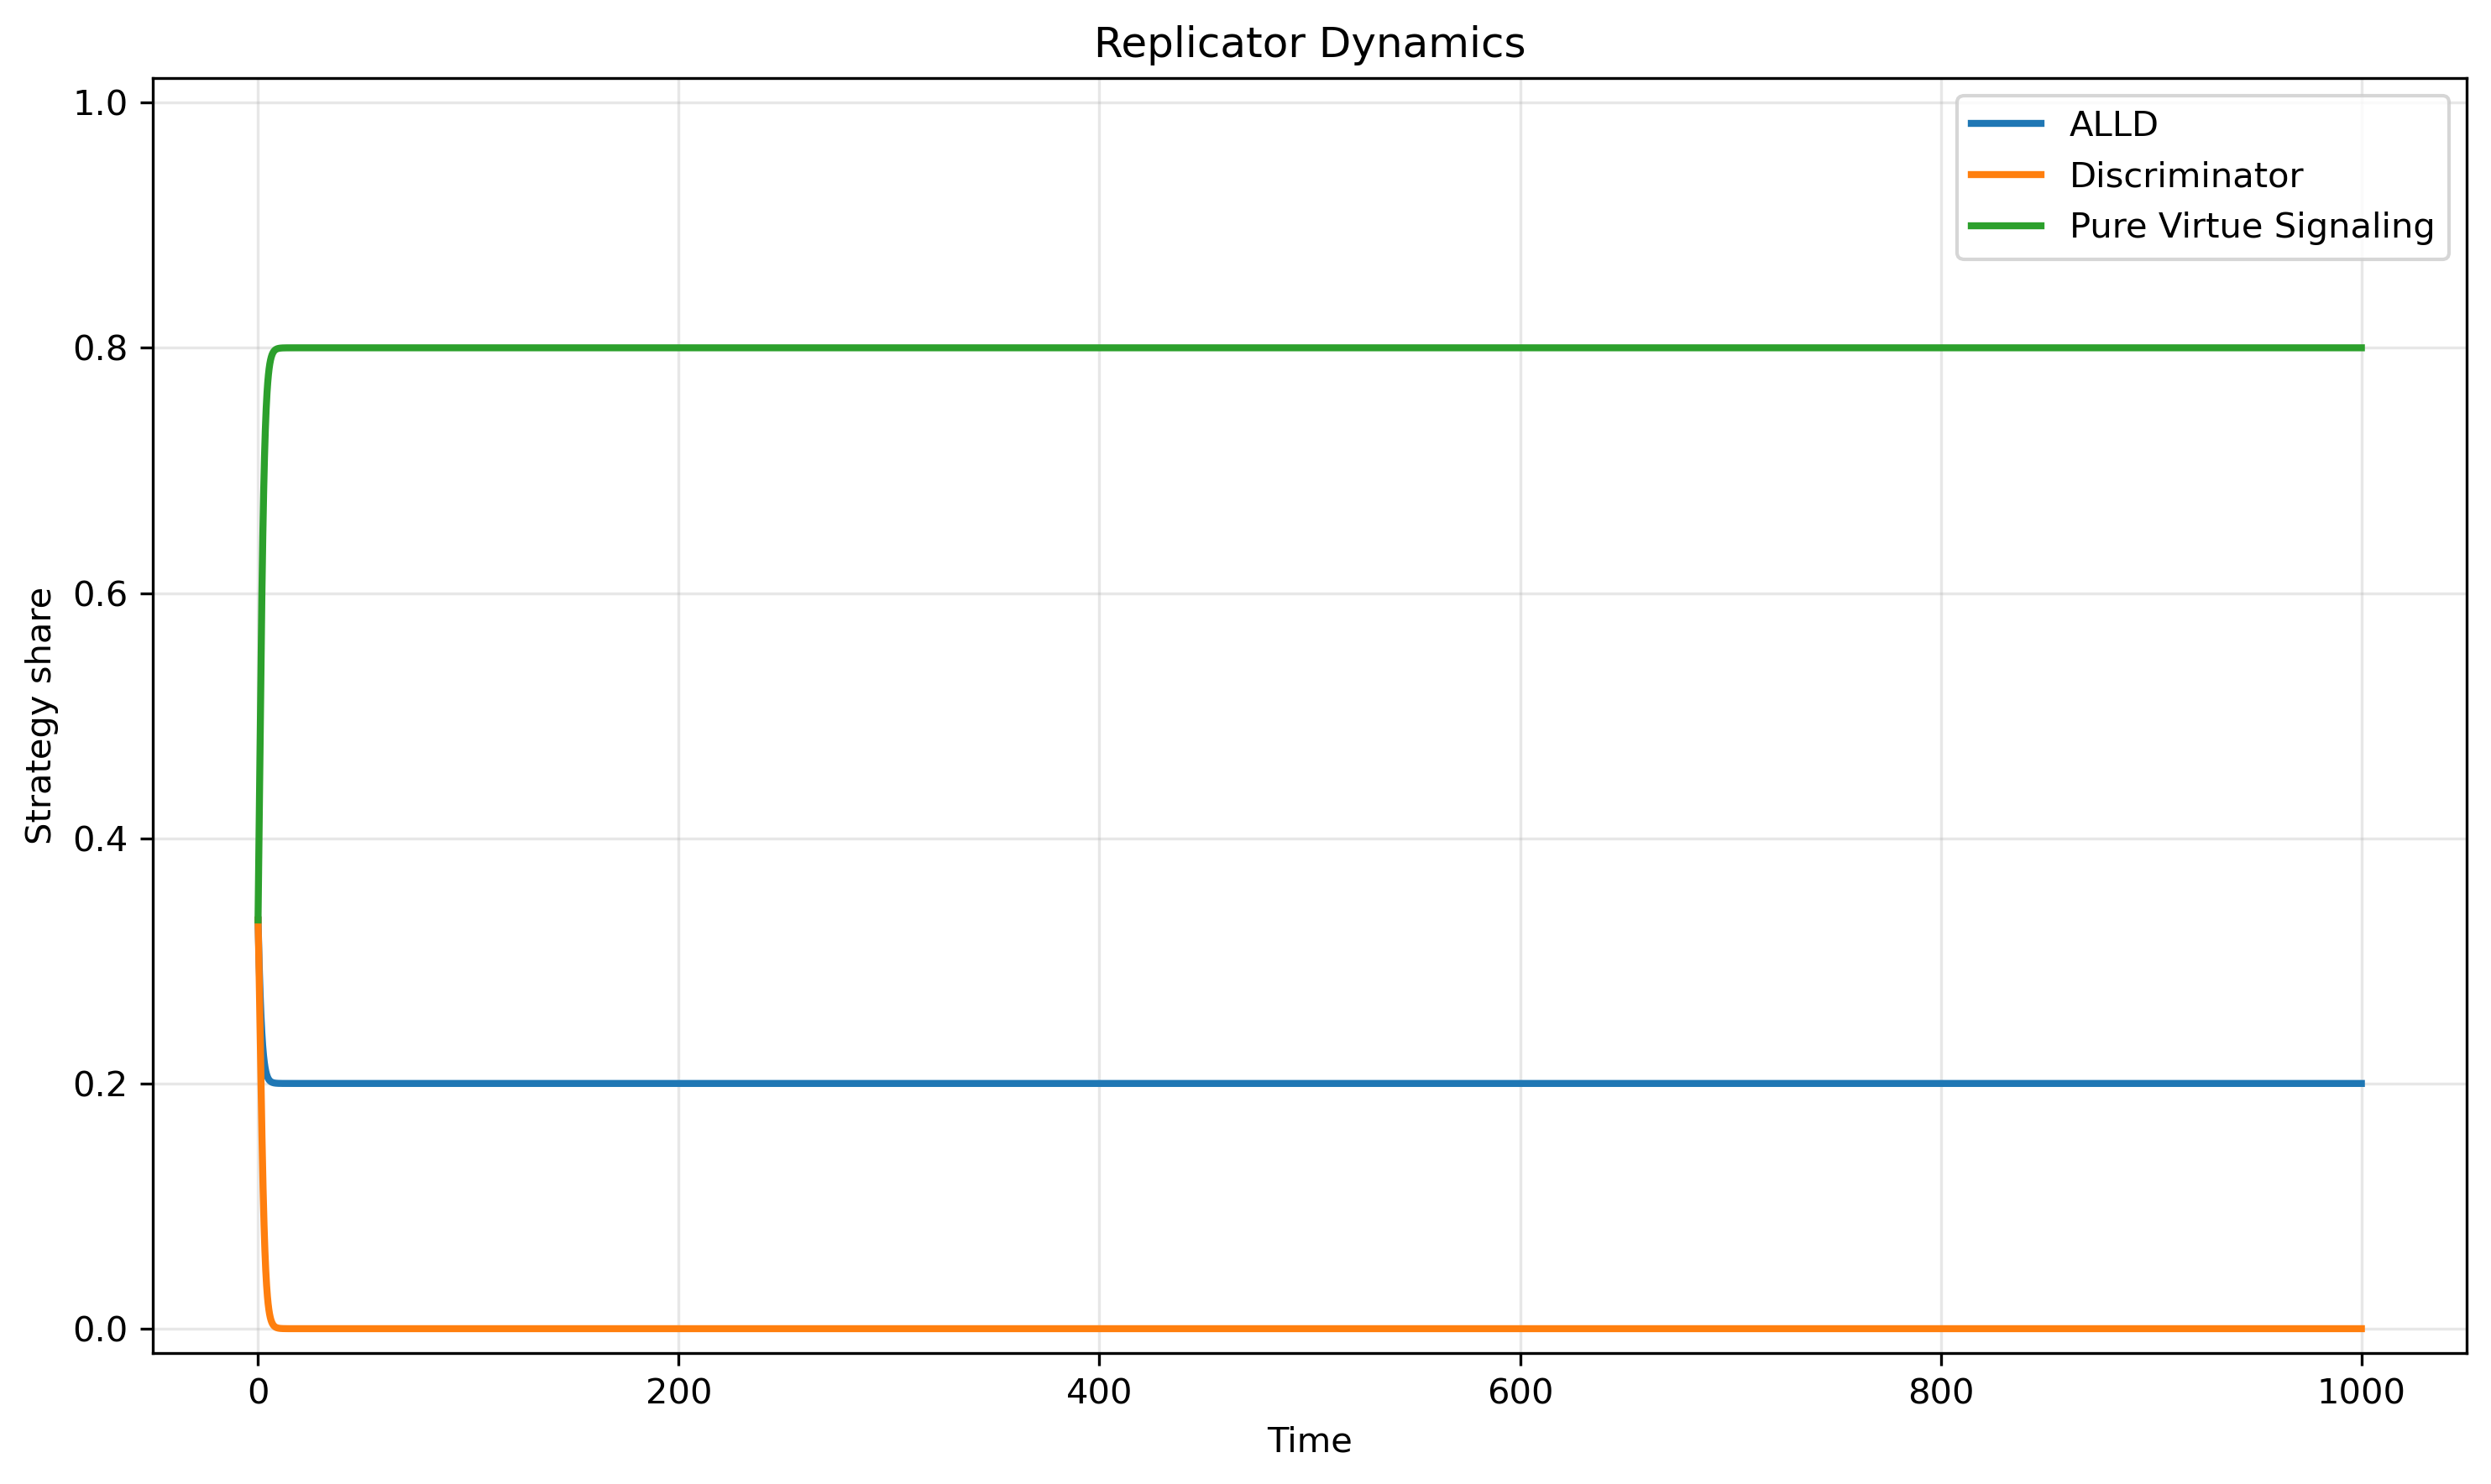 Replicator Dynamics
ALLD
Discriminator
Pure Virtue Signaling
Strategy share
1.0
0.8
0.6
0.4
0.2
0.0
0 200 400 600 800 1000
Time